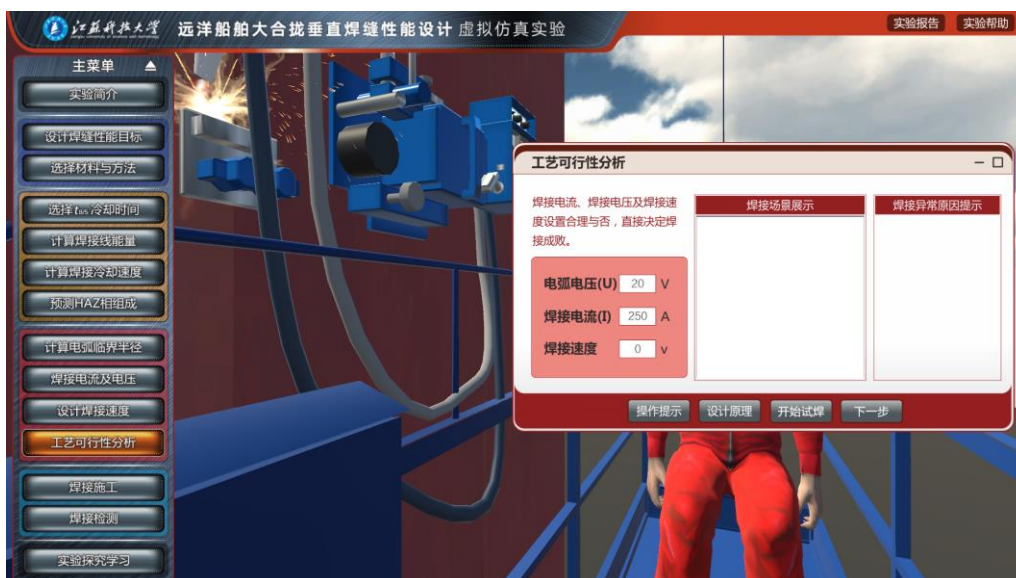 江苏科技大学
远洋船舶大合拢垂直焊缝性能设计 虚拟仿真实验
实验报告 实验帮助
主菜单
实验简介
设计焊缝性能目标
选择材料与方法
选择t₈/₅冷却时间
计算焊接线能量
计算焊接冷却速度
预测HAZ相组成
计算电弧临界半径
焊接电流及电压
设计焊接速度
工艺可行性分析
焊接施工
焊接检测
实验探究学习
工艺可行性分析
焊接电流、焊接电压及焊接速
度设置合理与否，直接决定焊
接成败。
电弧电压(U) 20 V
焊接电流(I) 250 A
焊接速度 0 v
焊接场景展示
焊接异常原因提示
操作提示 设计原理 开始试焊 下一步